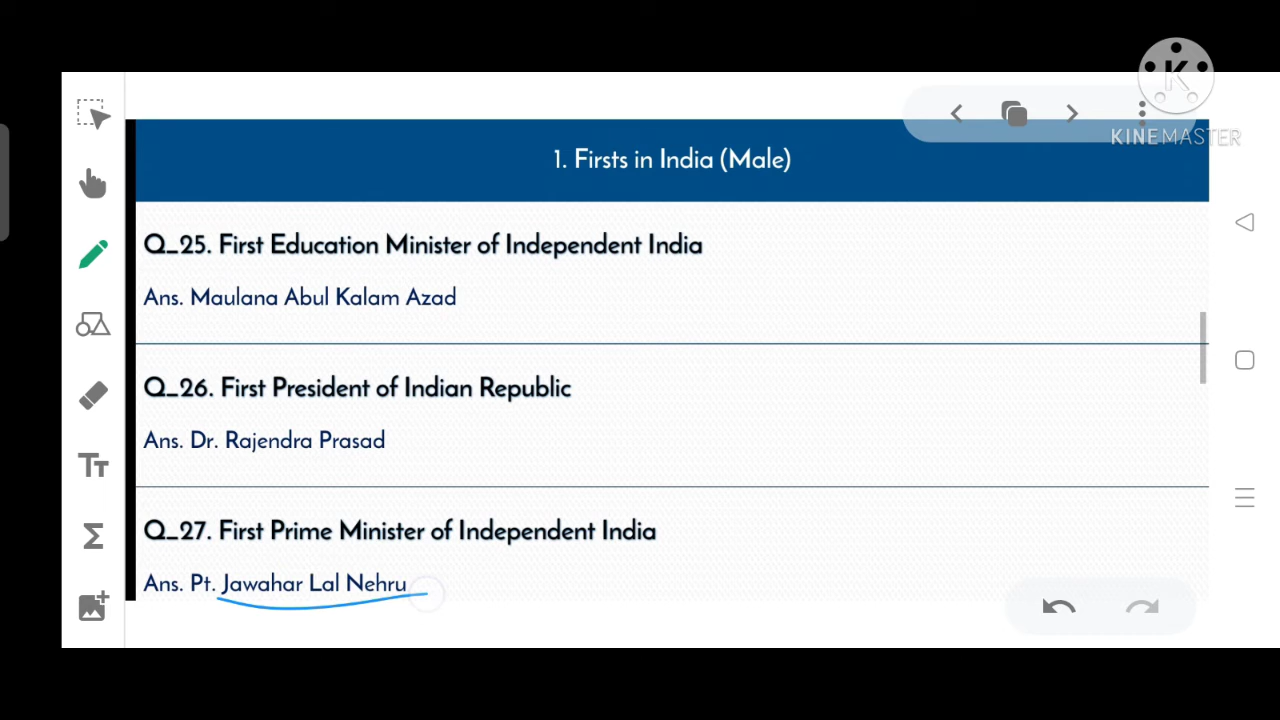 K
KINEMASTER
1. Firsts in India (Male)
Q_25. First Education Minister of Independent India
Ans. Maulana Abul Kalam Azad
Q_26. First President of Indian Republic
Ans. Dr. Rajendra Prasad
Q_27. First Prime Minister of Independent India
Ans. Pt. Jawahar Lal Nehru
Tт
Σ